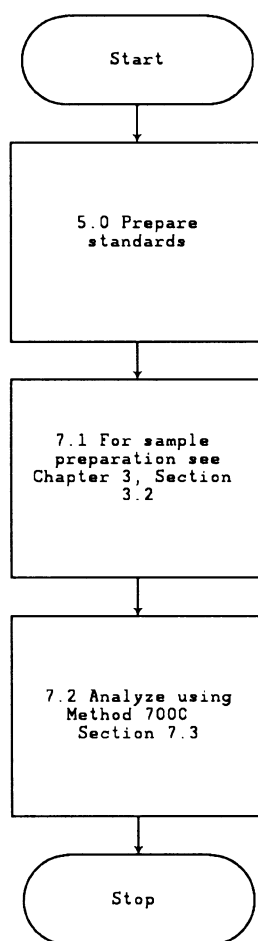 Start
5.0 Prepare
standards
7.1 For sample
preparation see
Chapter 3, Section
3.2
7.2 Analyze using
Method 700C
Section 7.3
Stop